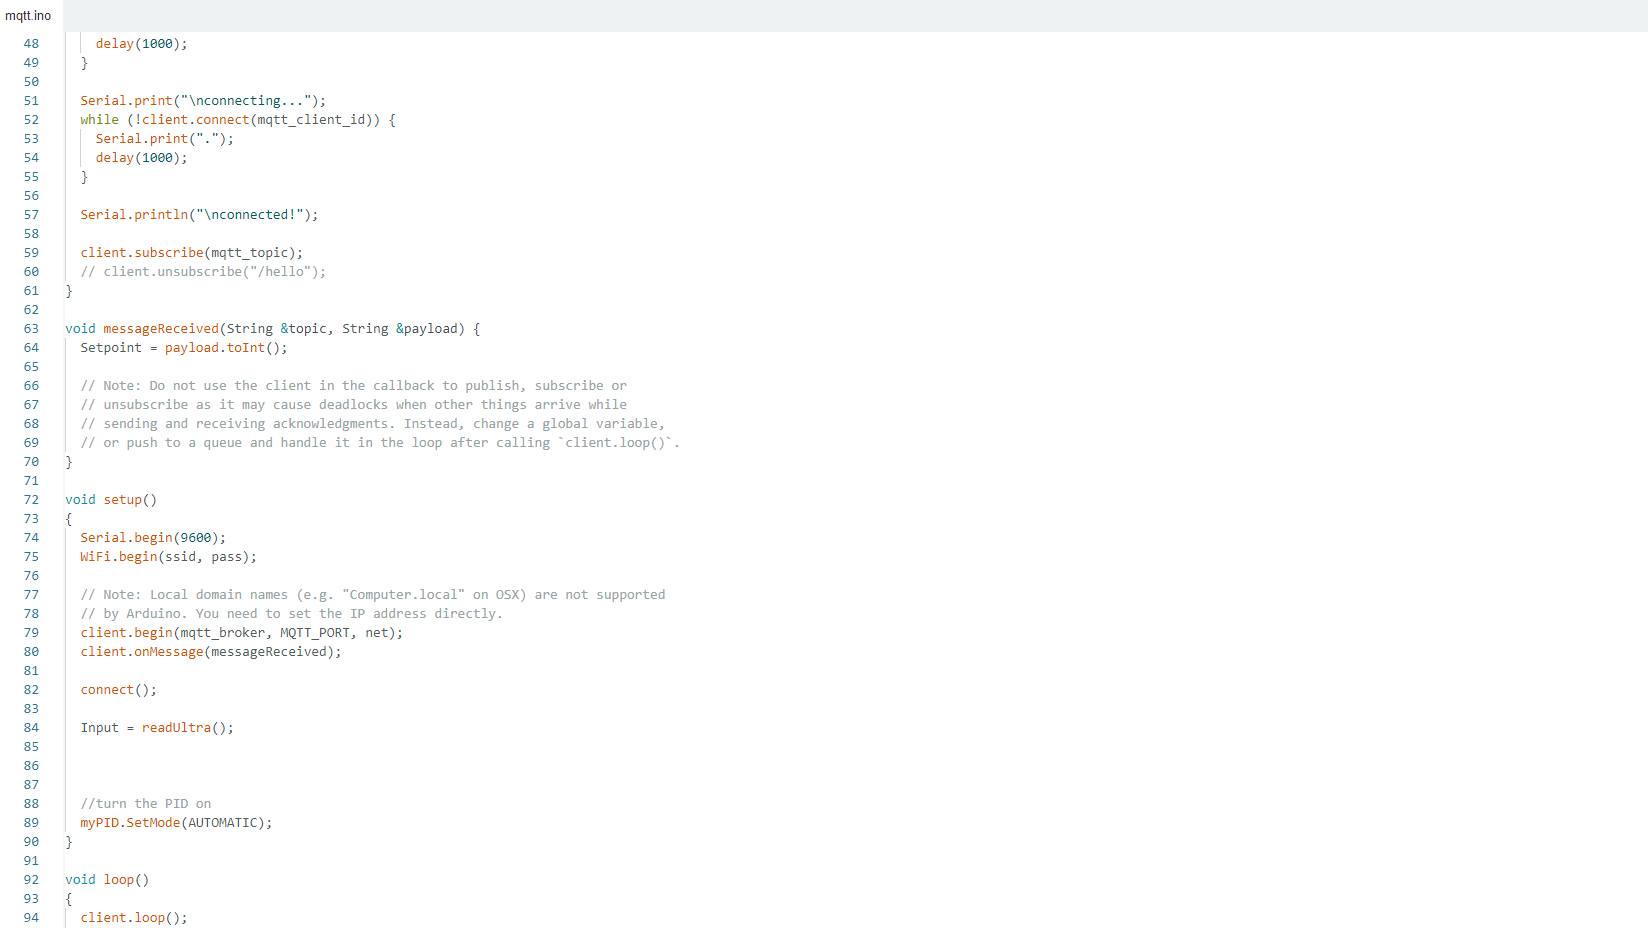 mqtt.ino
48 delay(1000);
49 }
50
51 Serial.print("\nconnecting...");
52 while (!client.connect(mqtt_client_id)) {
53 Serial.print(".");
54 delay(1000);
55 }
56
57 Serial.println("\nconnected!");
58
59 client.subscribe(mqtt_topic);
60 // client.unsubscribe("/hello");
61 }
62
63 void messageReceived(String &topic, String &payload) {
64 Setpoint = payload.toInt();
65
66 // Note: Do not use the client in the callback to publish, subscribe or
67 // unsubscribe as it may cause deadlocks when other things arrive while
68 // sending and receiving acknowledgments. Instead, change a global variable,
69 // or push to a queue and handle it in the loop after calling `client.loop()`.
70 }
71
72 void setup()
73 {
74 Serial.begin(9600);
75 WiFi.begin(ssid, pass);
76
77 // Note: Local domain names (e.g. "Computer.local" on OSX) are not supported
78 // by Arduino. You need to set the IP address directly.
79 client.begin(mqtt_broker, MQTT_PORT, net);
80 client.onMessage(messageReceived);
81
82 connect();
83
84 Input = readUltra();
85
86
87
88 //turn the PID on
89 myPID.SetMode(AUTOMATIC);
90 }
91
92 void loop()
93 {
94 client.loop();